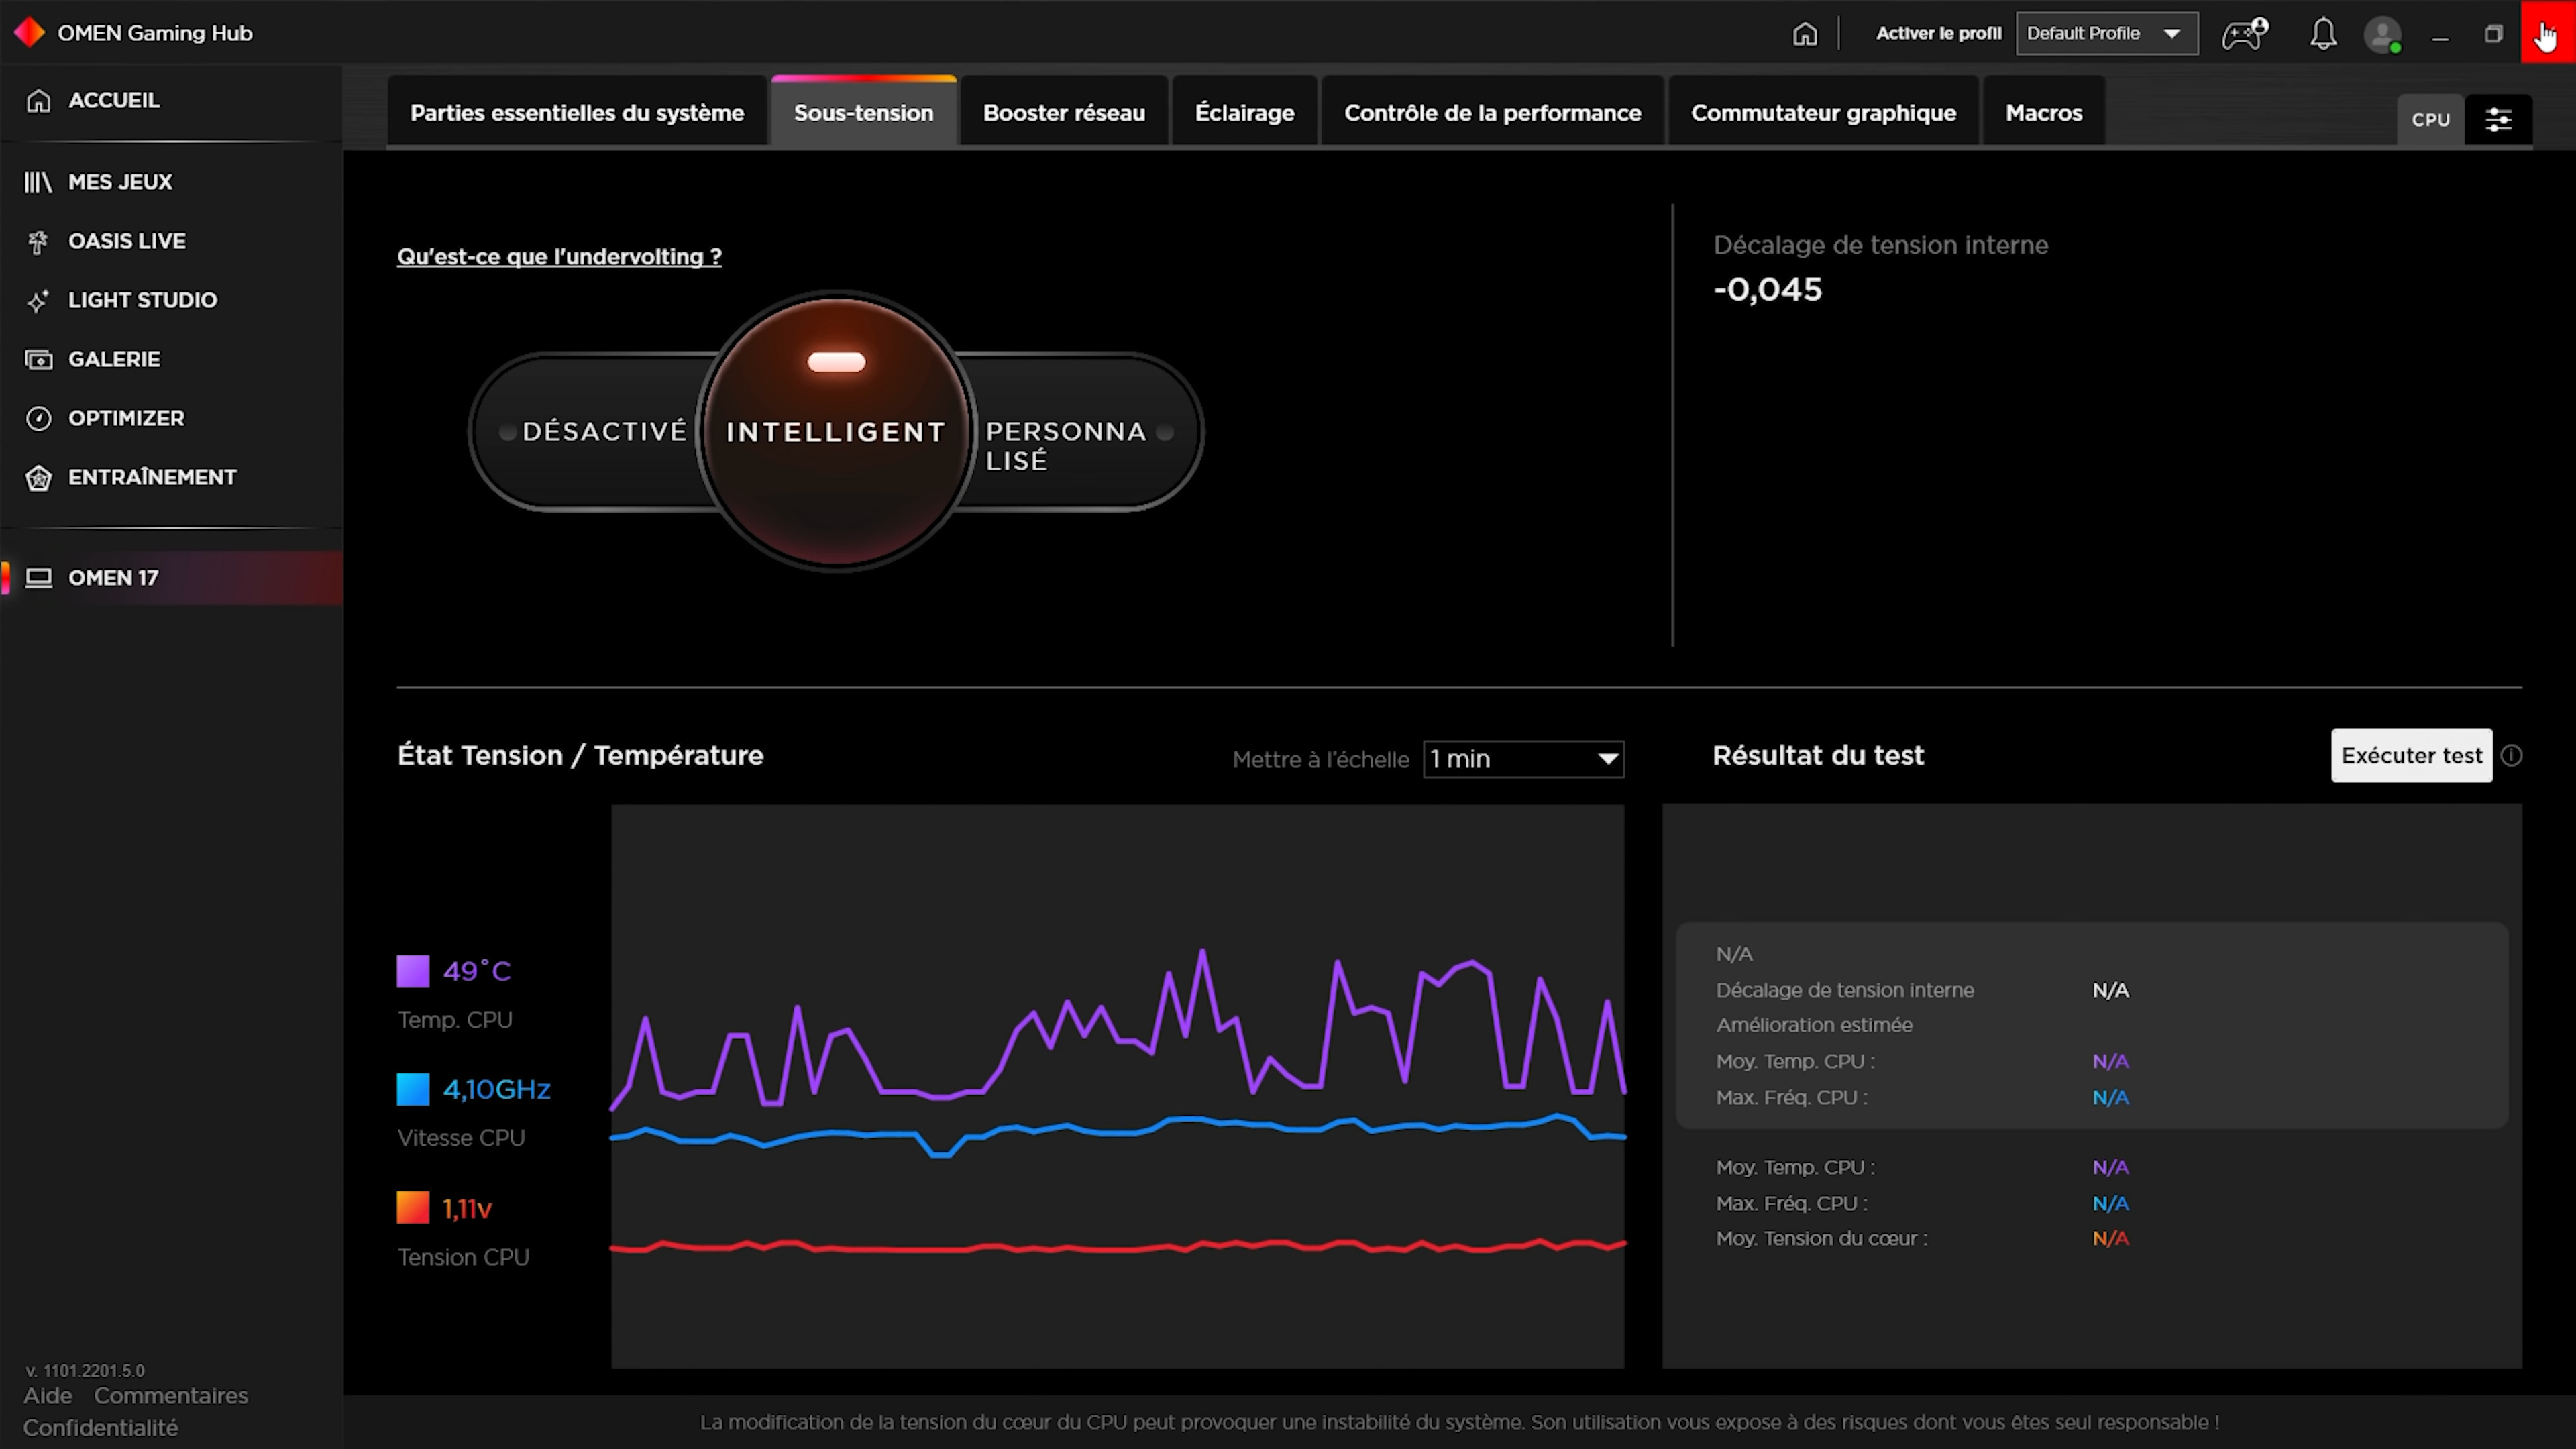 OMEN Gaming Hub
Activer le profil
Default Profile
ACCUEIL
MES JEUX
OASIS LIVE
LIGHT STUDIO
GALERIE
OPTIMIZER
ENTRAÎNEMENT
OMEN 17
Parties essentielles du système
Sous-tension
Booster réseau
Éclairage
Contrôle de la performance
Commutateur graphique
Macros
CPU
Qu'est-ce que l'undervolting ?
DÉSACTIVÉ
INTELLIGENT
PERSONNA
LISÉ
Décalage de tension interne
-0,045
État Tension / Température
Mettre à l'échelle
1 min
49°C
Temp. CPU
4,10GHz
Vitesse CPU
1,11v
Tension CPU
Résultat du test
Exécuter test
N/A
Décalage de tension interne N/A
Amélioration estimée
Moy. Temp. CPU : N/A
Max. Fréq. CPU : N/A
Moy. Temp. CPU : N/A
Max. Fréq. CPU : N/A
Moy. Tension du cœur : N/A
v. 1101.2201.5.0
Aide Commentaires
Confidentialité
La modification de la tension du cœur du CPU peut provoquer une instabilité du système. Son utilisation vous expose à des risques dont vous êtes seul responsable !